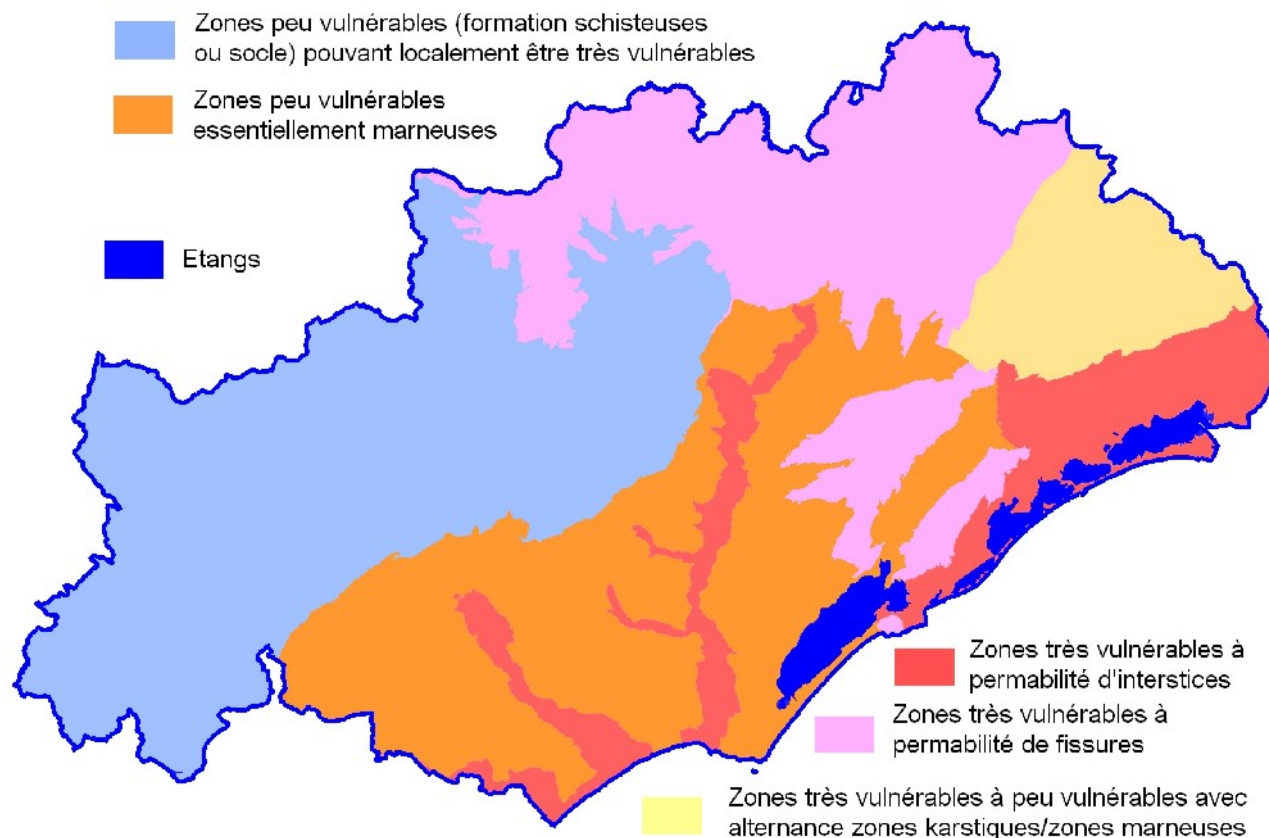 Zones peu vulnérables (formation schisteuses
ou socle) pouvant localement être très vulnérables
Zones peu vulnérables
essentiellement marneuses
Etangs
Zones très vulnérables à
permabilité d'interstices
Zones très vulnérables à
permabilité de fissures
Zones très vulnérables à peu vulnérables avec
alternance zones karstiques/zones marneuses